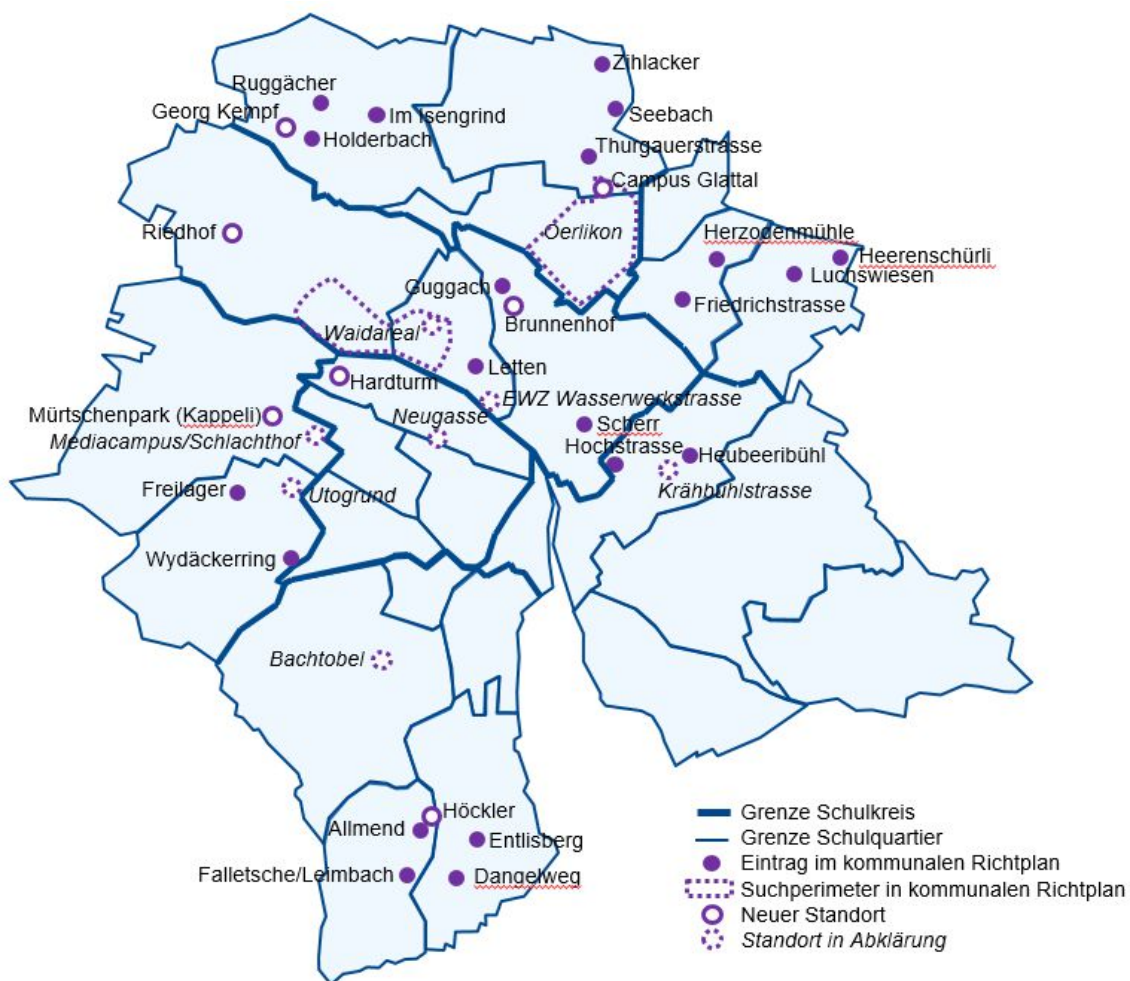 Zihlacker
Ruggächer
Georg Kempf
Im Isengrind
Seebach
Holderbach
Thurgauerstrasse
Campus Glattal
Riedhof
Oerlikon
Herzodenmühle
Heerenschürli
Luchswiesen
Guggach
Friedrichstrasse
Brunnenhof
Waidareal
Letten
Hardturm
EWZ Wasserwerkstrasse
Mürtschenpark (Kappeli)
Neugasse
Scherr
Mediacampus/Schlachthof
Hochstrasse
Heubeeribühl
Freilager
Utogrund
Krähbühlstrasse
Wydäckerring
Bachtobel
Höckler
Allmend
Entlisberg
Falletsche/Leimbach
Dangelweg
Grenze Schulkreis
Grenze Schulquartier
Eintrag im kommunalen Richtplan
Suchperimeter in kommunalen Richtplan
Neuer Standort
Standort in Abklärung